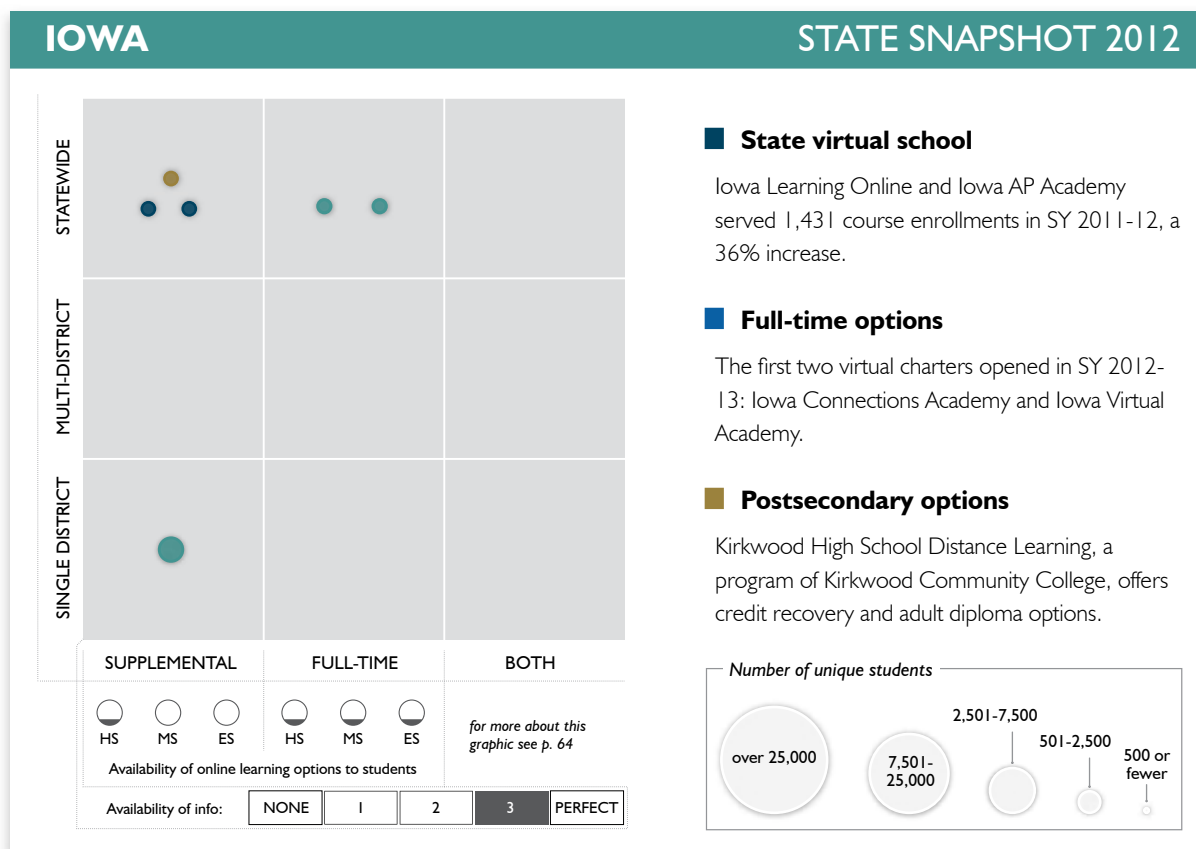 IOWA
STATE SNAPSHOT 2012
STATEWIDE
MULTI-DISTRICT
SINGLE DISTRICT
SUPPLEMENTAL
FULL-TIME
BOTH
HS
MS
ES
HS
MS
ES
for more about this
graphic see p. 64
Availability of online learning options to students
Availability of info:
NONE
1
2
3
PERFECT
State virtual school
Iowa Learning Online and Iowa AP Academy
served 1,431 course enrollments in SY 2011-12, a
36% increase.
Full-time options
The first two virtual charters opened in SY 2012-
13: Iowa Connections Academy and Iowa Virtual
Academy.
Postsecondary options
Kirkwood High School Distance Learning, a
program of Kirkwood Community College, offers
credit recovery and adult diploma options.
Number of unique students
over 25,000
7,501-
25,000
2,501-7,500
501-2,500
500 or
fewer